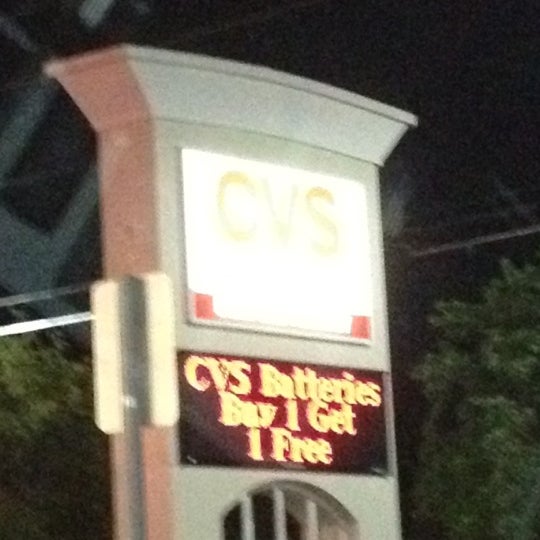 CVS
CVS Batteries
Buy 1 Get
1 Free